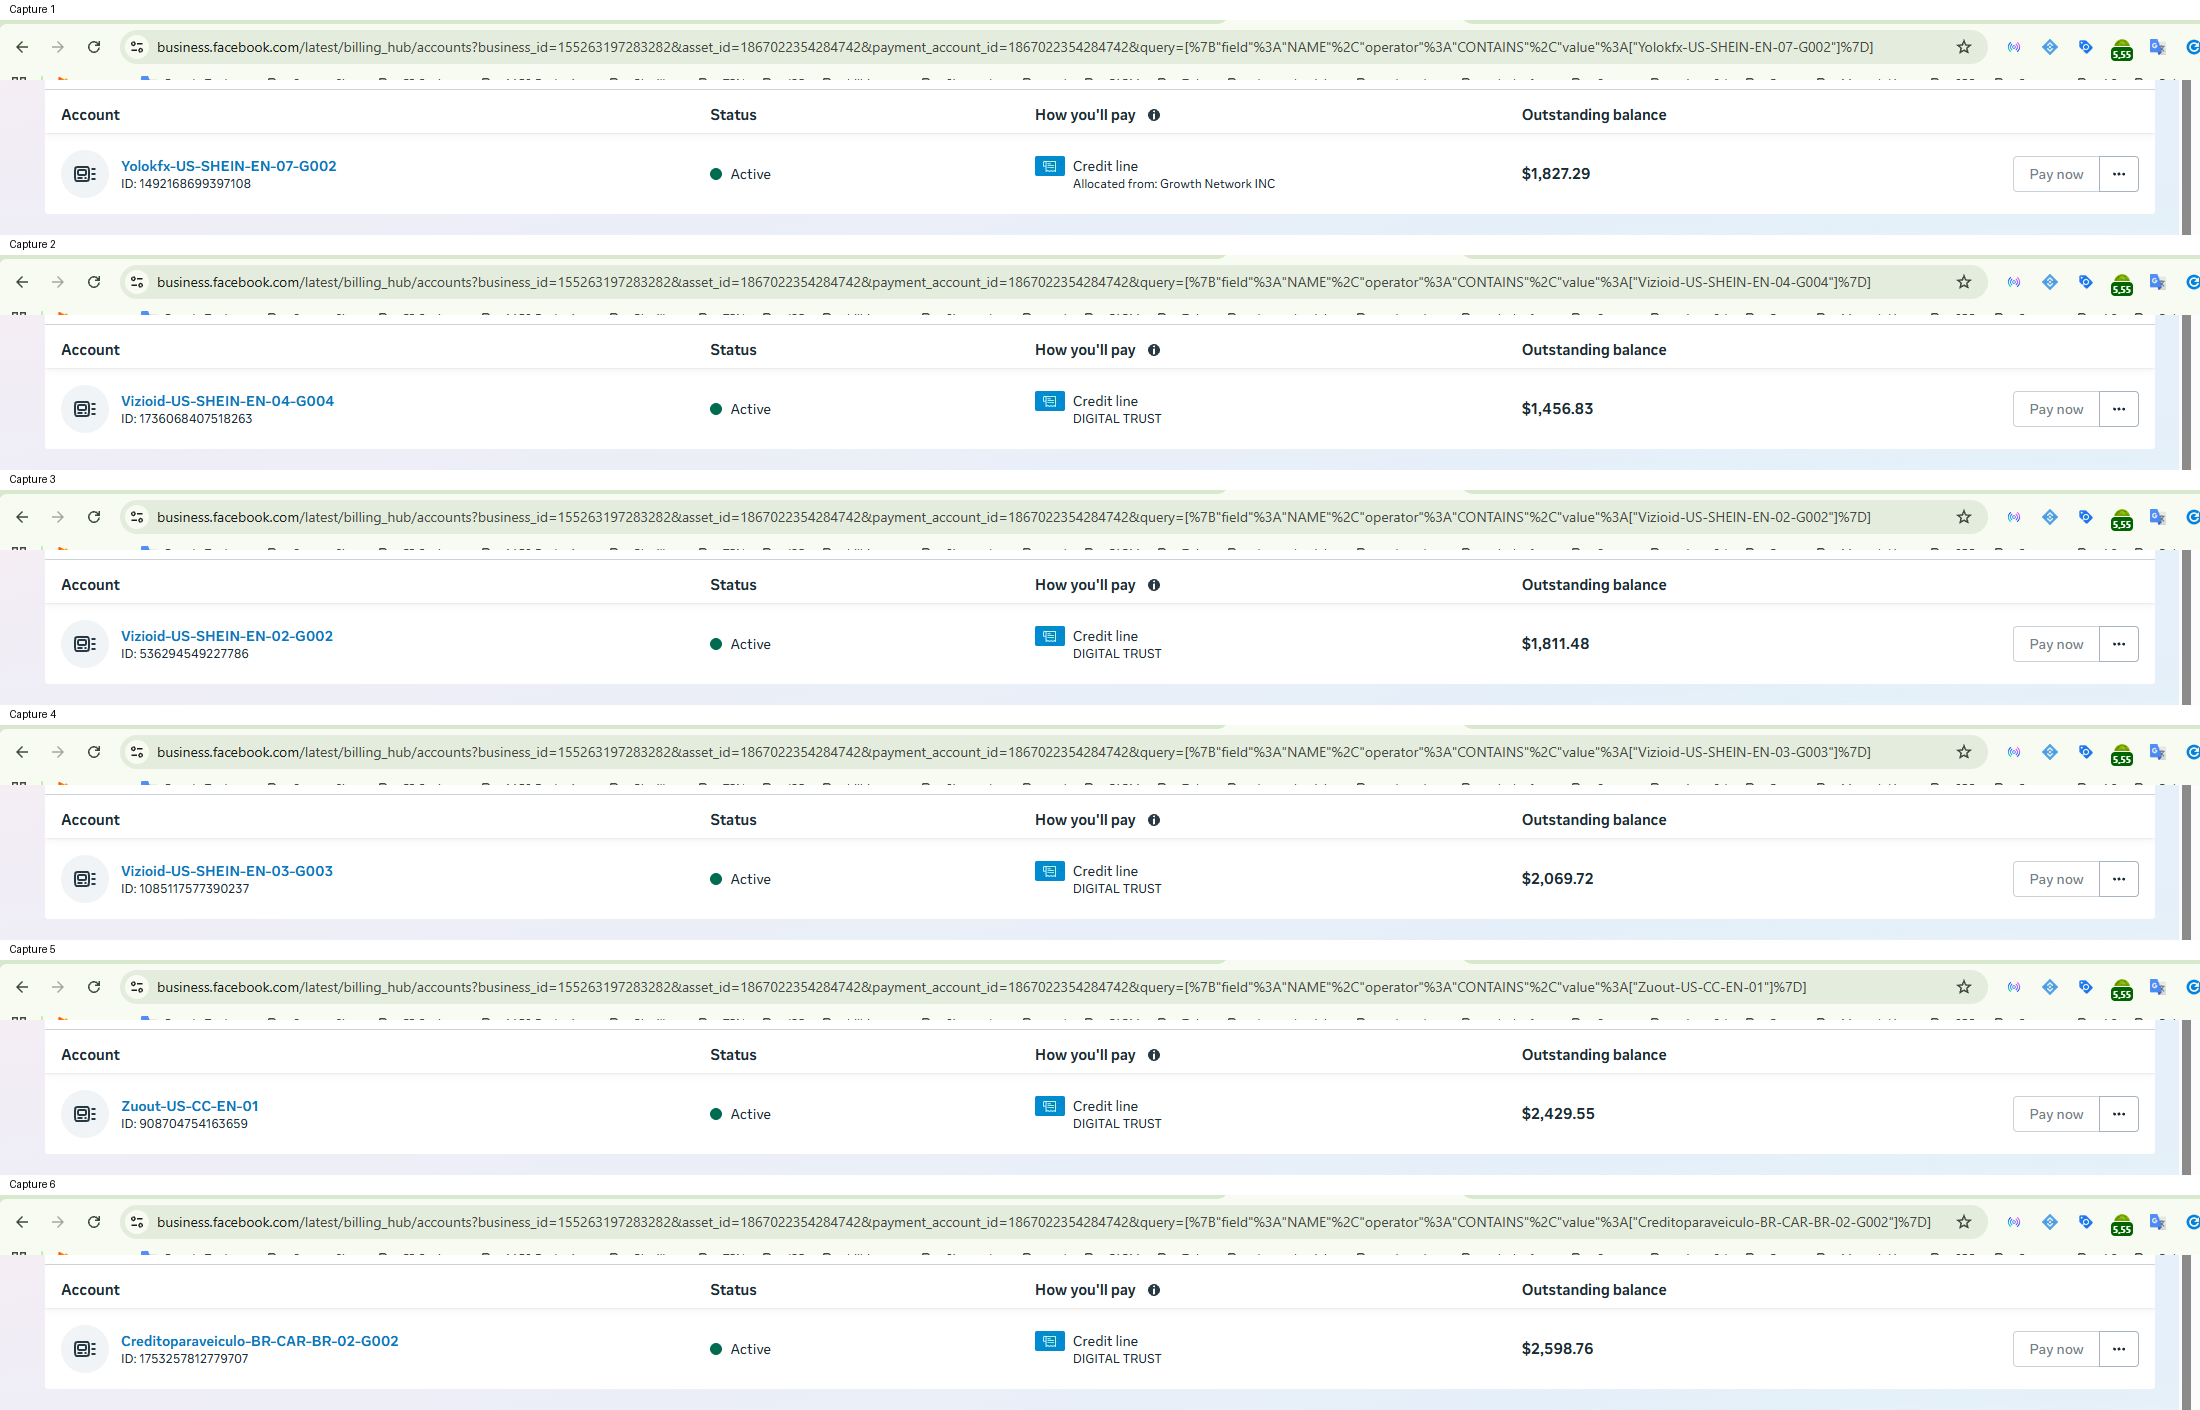 Capture 1
business.facebook.com/latest/billing_hub/accounts?business_id=155263197283282&asset_id=1867022354284742&payment_account_id=1867022354284742&query=[%7B"field"%3A"NAME"%2C"operator"%3A"CONTAINS"%2C"value"%3A["Yolokfx-US-SHEIN-EN-07-G002"]%7D]
5,55
Account Status How you'll pay Outstanding balance
Yolokfx-US-SHEIN-EN-07-G002
ID: 1492168699397108
Active
Credit line
Allocated from: Growth Network INC
$1,827.29
Pay now
Capture 2
business.facebook.com/latest/billing_hub/accounts?business_id=155263197283282&asset_id=1867022354284742&payment_account_id=1867022354284742&query=[%7B"field"%3A"NAME"%2C"operator"%3A"CONTAINS"%2C"value"%3A["Vizioid-US-SHEIN-EN-04-G004"]%7D]
5,55
Account Status How you'll pay Outstanding balance
Vizioid-US-SHEIN-EN-04-G004
ID: 1736068407518263
Active
Credit line
DIGITAL TRUST
$1,456.83
Pay now
Capture 3
business.facebook.com/latest/billing_hub/accounts?business_id=155263197283282&asset_id=1867022354284742&payment_account_id=1867022354284742&query=[%7B"field"%3A"NAME"%2C"operator"%3A"CONTAINS"%2C"value"%3A["Vizioid-US-SHEIN-EN-02-G002"]%7D]
5,55
Account Status How you'll pay Outstanding balance
Vizioid-US-SHEIN-EN-02-G002
ID: 536294549227786
Active
Credit line
DIGITAL TRUST
$1,811.48
Pay now
Capture 4
business.facebook.com/latest/billing_hub/accounts?business_id=155263197283282&asset_id=1867022354284742&payment_account_id=1867022354284742&query=[%7B"field"%3A"NAME"%2C"operator"%3A"CONTAINS"%2C"value"%3A["Vizioid-US-SHEIN-EN-03-G003"]%7D]
5,55
Account Status How you'll pay Outstanding balance
Vizioid-US-SHEIN-EN-03-G003
ID: 1085117577390237
Active
Credit line
DIGITAL TRUST
$2,069.72
Pay now
Capture 5
business.facebook.com/latest/billing_hub/accounts?business_id=155263197283282&asset_id=1867022354284742&payment_account_id=1867022354284742&query=[%7B"field"%3A"NAME"%2C"operator"%3A"CONTAINS"%2C"value"%3A["Zuout-US-CC-EN-01"]%7D]
5,55
Account Status How you'll pay Outstanding balance
Zuout-US-CC-EN-01
ID: 908704754163659
Active
Credit line
DIGITAL TRUST
$2,429.55
Pay now
Capture 6
business.facebook.com/latest/billing_hub/accounts?business_id=155263197283282&asset_id=1867022354284742&payment_account_id=1867022354284742&query=[%7B"field"%3A"NAME"%2C"operator"%3A"CONTAINS"%2C"value"%3A["Creditoparaveiculo-BR-CAR-BR-02-G002"]%7D]
5,55
Account Status How you'll pay Outstanding balance
Creditoparaveiculo-BR-CAR-BR-02-G002
ID: 1753257812779707
Active
Credit line
DIGITAL TRUST
$2,598.76
Pay now